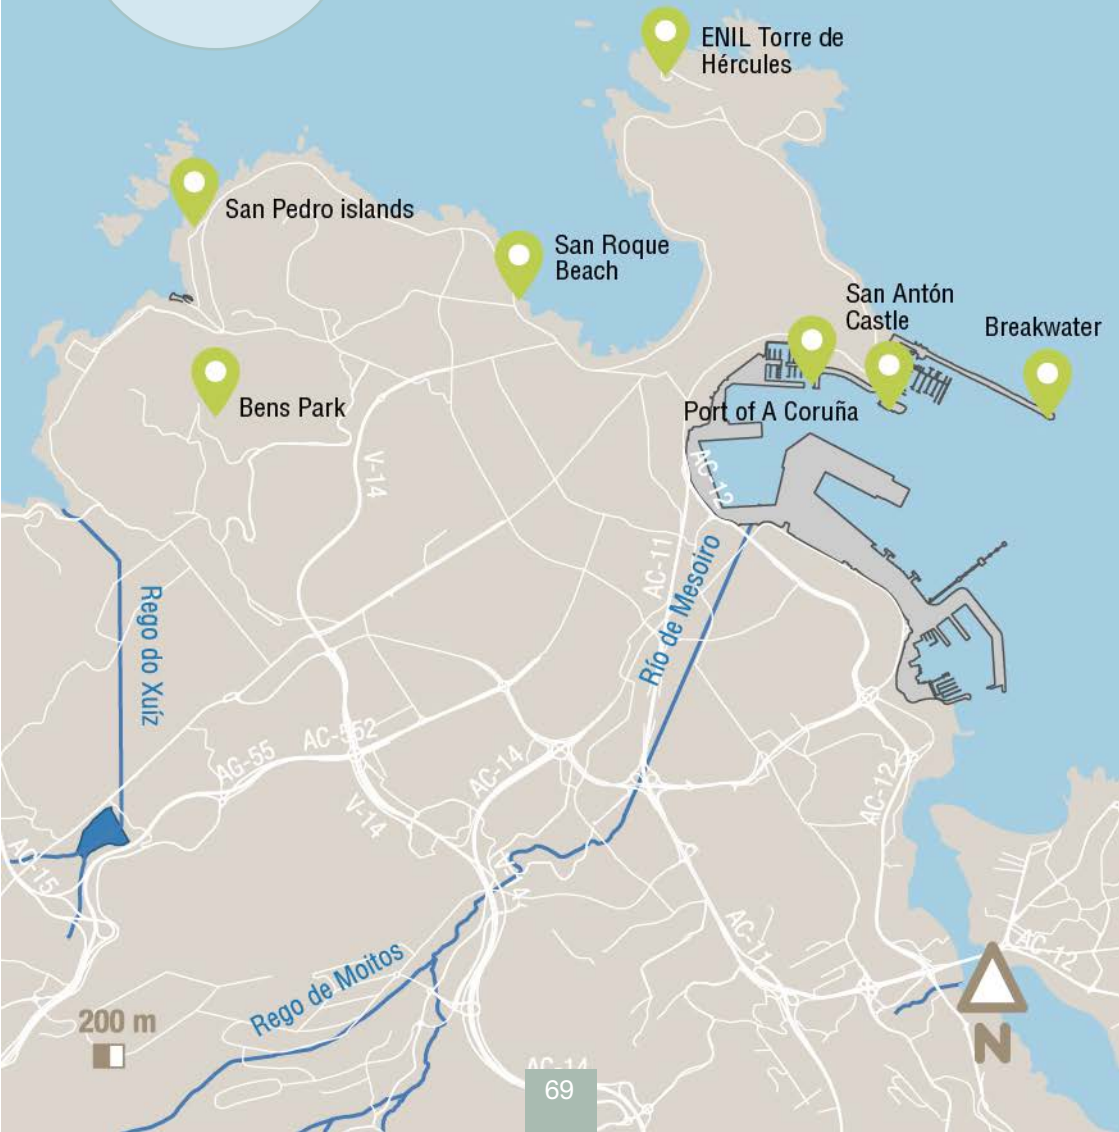 ENIL Torre de
Hércules
San Pedro islands
San Roque
Beach
San Antón
Castle
Breakwater
Bens Park
Port of A Coruña
V-14
AC-12
AC-11
Río de Mesoiro
Rego do Xuíz
AC-552
AG-55
AC-14
V-14
AC-12
V-14
AC-11
AC-12
Rego de Moitos
200 m
N
AC-14
69